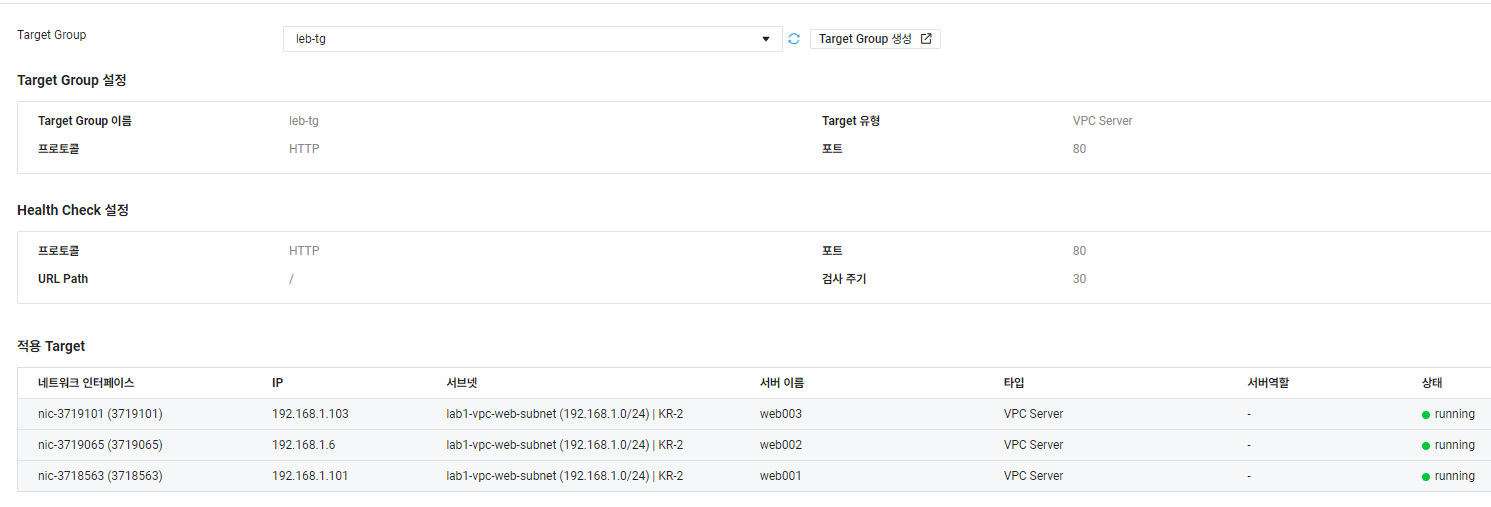 Target Group leb-tg Target Group 생성
Target Group 설정
Target Group 이름 leb-tg Target 유형 VPC Server
프로토콜 HTTP 포트 80
Health Check 설정
프로토콜 HTTP 포트 80
URL Path / 검사 주기 30
적용 Target
네트워크 인터페이스 IP 서브넷 서버 이름 타입 서버역할 상태
nic-3719101 (3719101) 192.168.1.103 lab1-vpc-web-subnet (192.168.1.0/24) | KR-2 web003 VPC Server - running
nic-3719065 (3719065) 192.168.1.6 lab1-vpc-web-subnet (192.168.1.0/24) | KR-2 web002 VPC Server - running
nic-3718563 (3718563) 192.168.1.101 lab1-vpc-web-subnet (192.168.1.0/24) | KR-2 web001 VPC Server - running